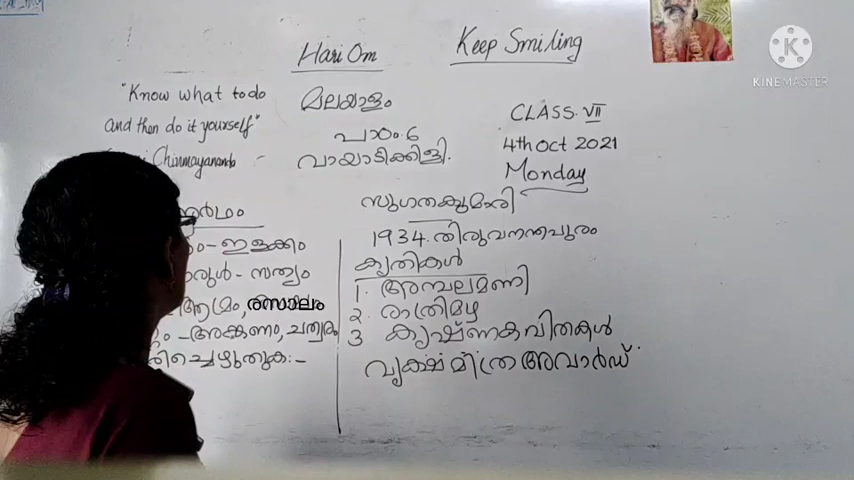 Hari Om
Keep Smiling
KINEMASTER
"Know what to do
and then do it yourself"
Chinmayananda
മലയാളം
പാഠം. 6
വായാടിക്കിളി.
CLASS. VII
4th Oct 2021
Monday
സുഗതകുമാരി
1934. തിരുവനന്തപുരം
കൃതികൾ
1. അമ്പലമണി
2. രാത്രിമഴ
3 കൃഷ്ണകവിതകൾ
വൃക്ഷമിത്ര അവാർഡ്
ഇളക്കം
സത്യം
ആമ്രം, രസാലം
അങ്കണം, ചത്വരം